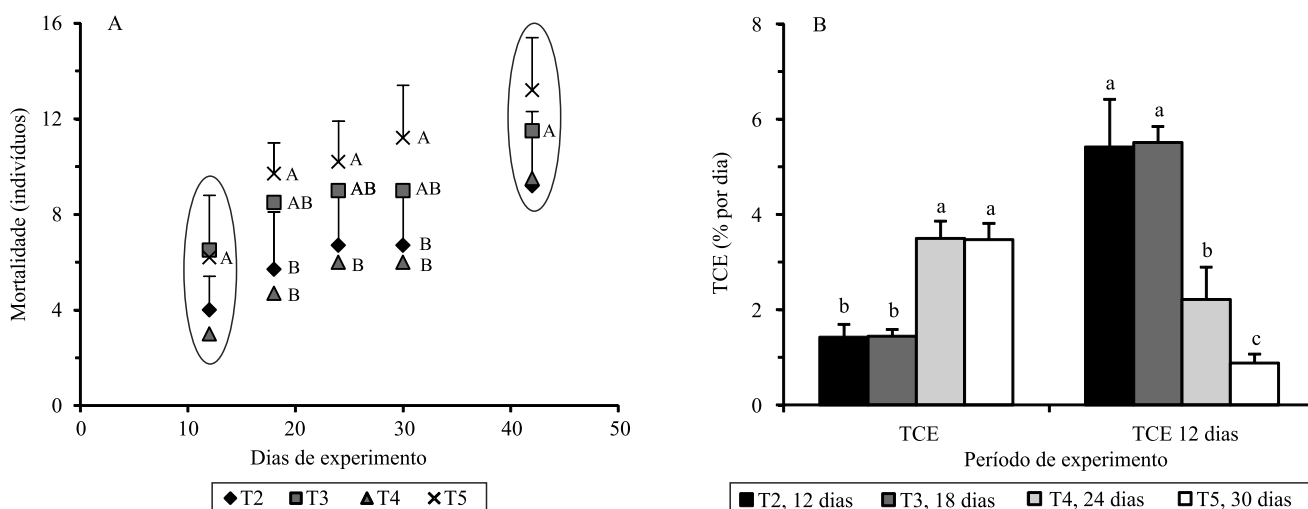 A
Mortalidade (indivíduos)
16
12
8
4
0
A
A
A
A
A
AB
AB
AB
B
B
B
B
B
B
0 10 20 30 40 50
Dias de experimento
T2 T3 T4 T5
B
TCE (% por dia)
8
6
4
2
0
b b a a
a a b c
TCE TCE 12 dias
Período de experimento
T2, 12 dias T3, 18 dias T4, 24 dias T5, 30 dias